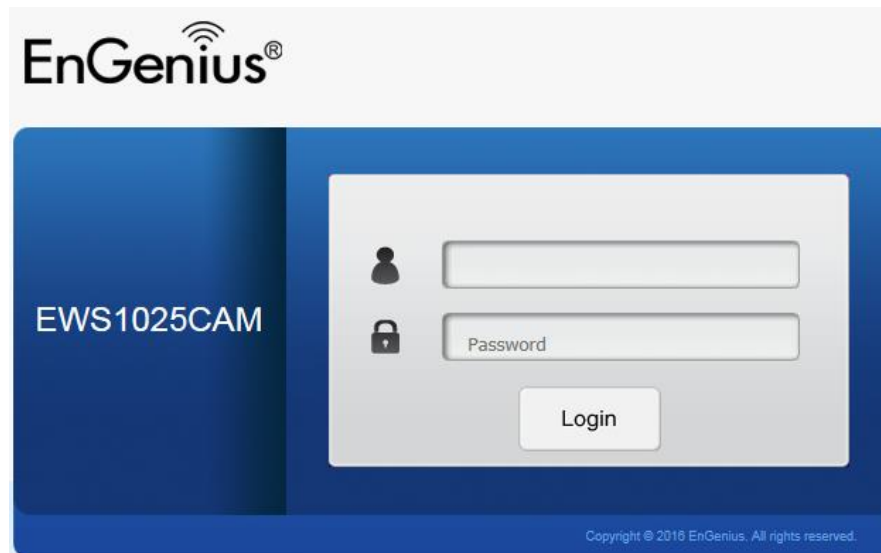 EnGenius®
EWS1025CAM
Password
Login
Copyright © 2016 EnGenius. All rights reserved.